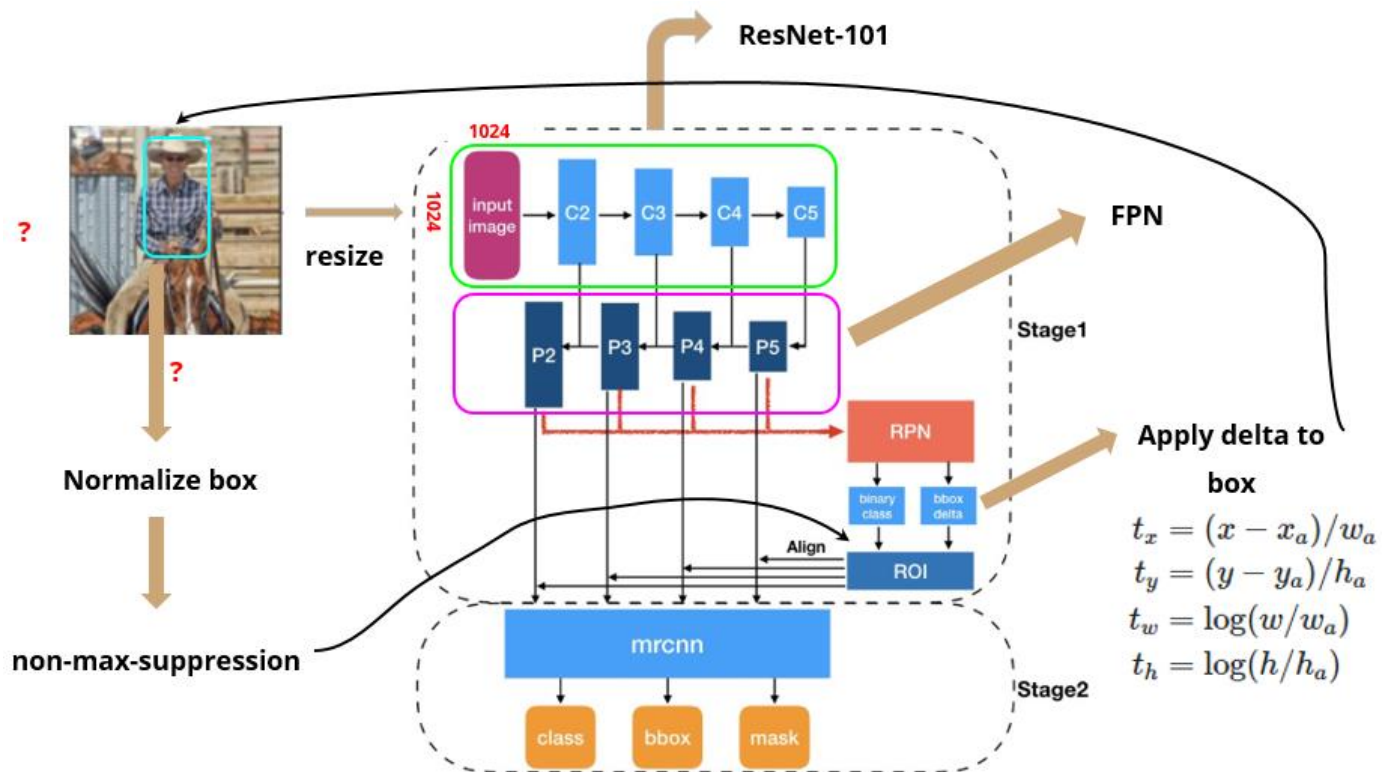 ResNet-101
1024
1024
input
image
C2
C3
C4
C5
FPN
?
resize
P2
P3
P4
P5
Stage1
?
RPN
Normalize box
binary
class
bbox
delta
Apply delta to
box
Align
ROI
t_x = (x - x_a)/w_a
t_y = (y - y_a)/h_a
t_w = log(w/w_a)
t_h = log(h/h_a)
non-max-suppression
mrcnn
Stage2
class
bbox
mask